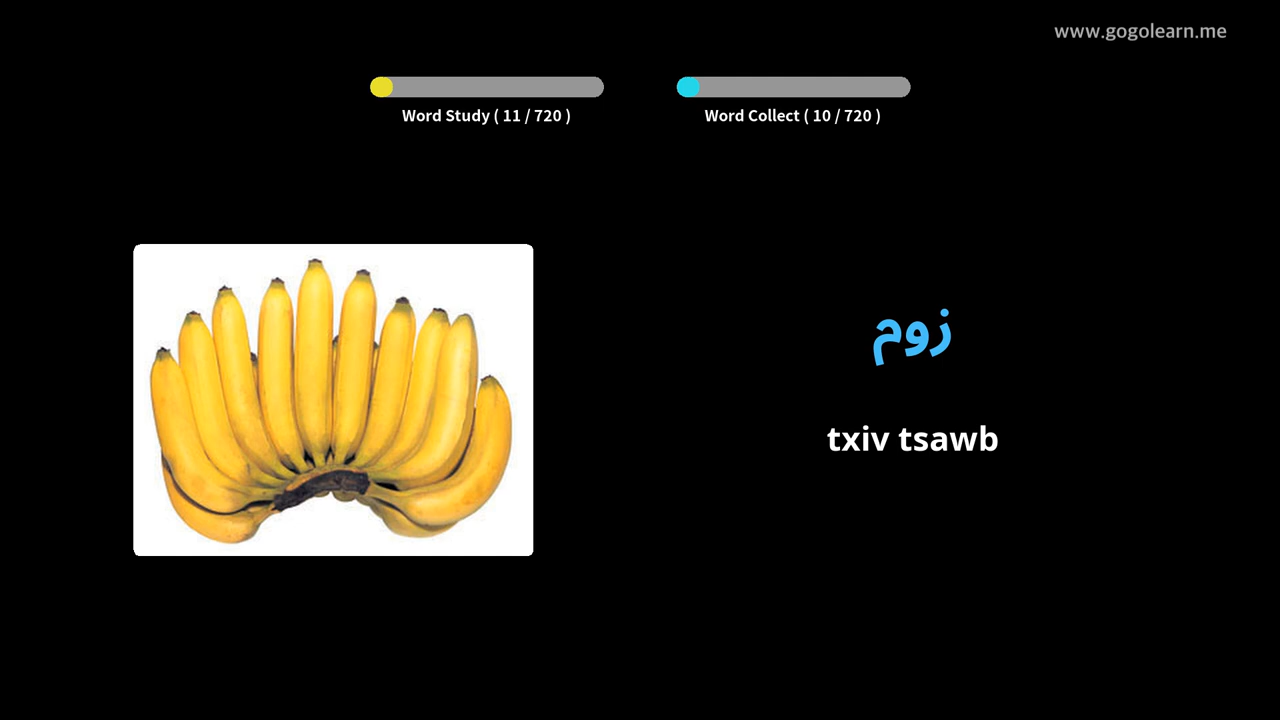 www.gogolearn.me
Word Study ( 11 / 720 )
Word Collect ( 10 / 720 )
زوم
txiv tsawb